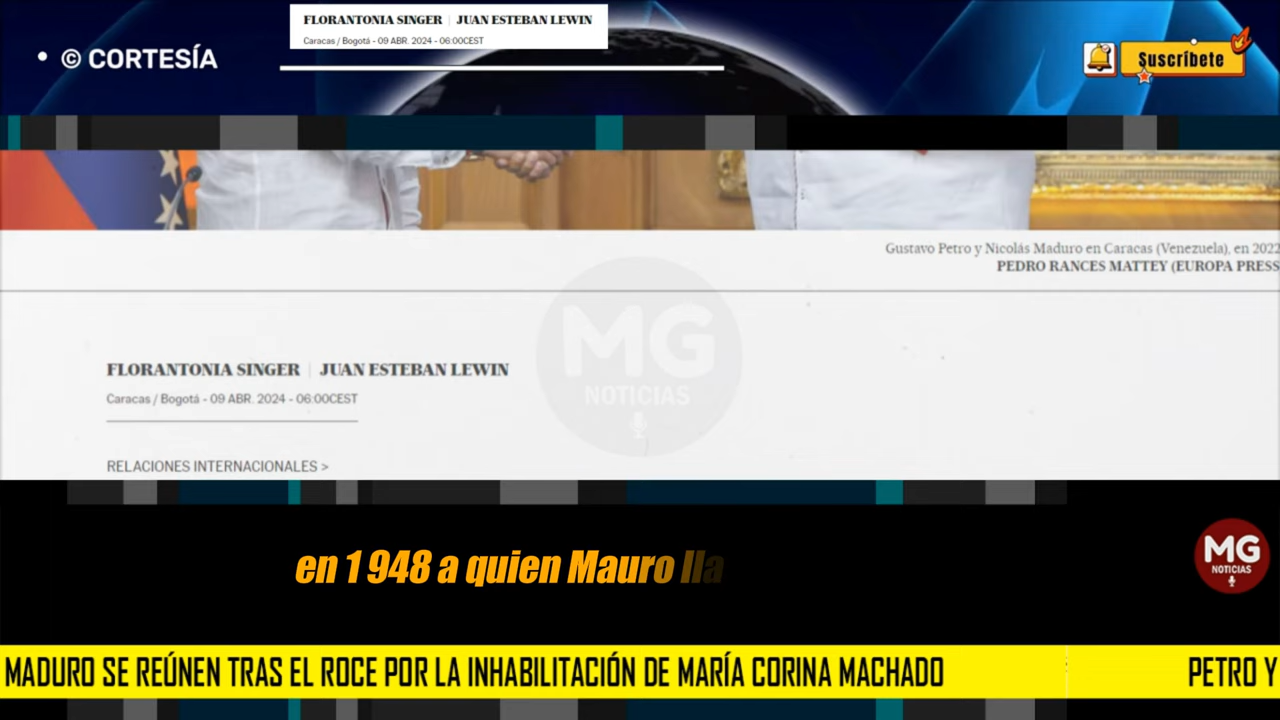 FLORANTONIA SINGER | JUAN ESTEBAN LEWIN
Caracas / Bogotá - 09 ABR. 2024 - 06:00CEST
• © CORTESÍA
Suscríbete
Gustavo Petro y Nicolás Maduro en Caracas (Venezuela), en 2022
PEDRO RANCES MATTEY (EUROPA PRESS
MG
NOTICIAS
FLORANTONIA SINGER | JUAN ESTEBAN LEWIN
Caracas / Bogotá - 09 ABR. 2024 - 06:00CEST
RELACIONES INTERNACIONALES >
en 1 948 a quien Mauro lla
MG
NOTICIAS
MADURO SE REÚNEN TRAS EL ROCE POR LA INHABILITACIÓN DE MARÍA CORINA MACHADO PETRO Y